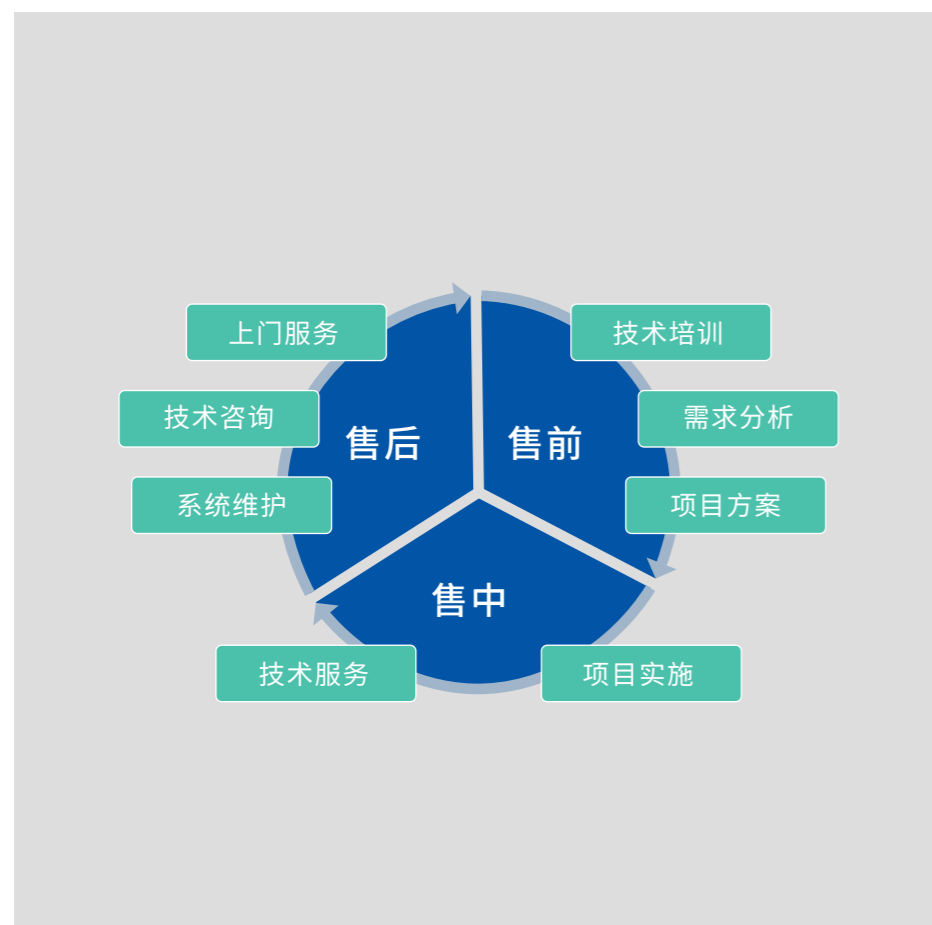 上门服务
技术培训
技术咨询
需求分析
售后
售前
系统维护
项目方案
售中
技术服务
项目实施